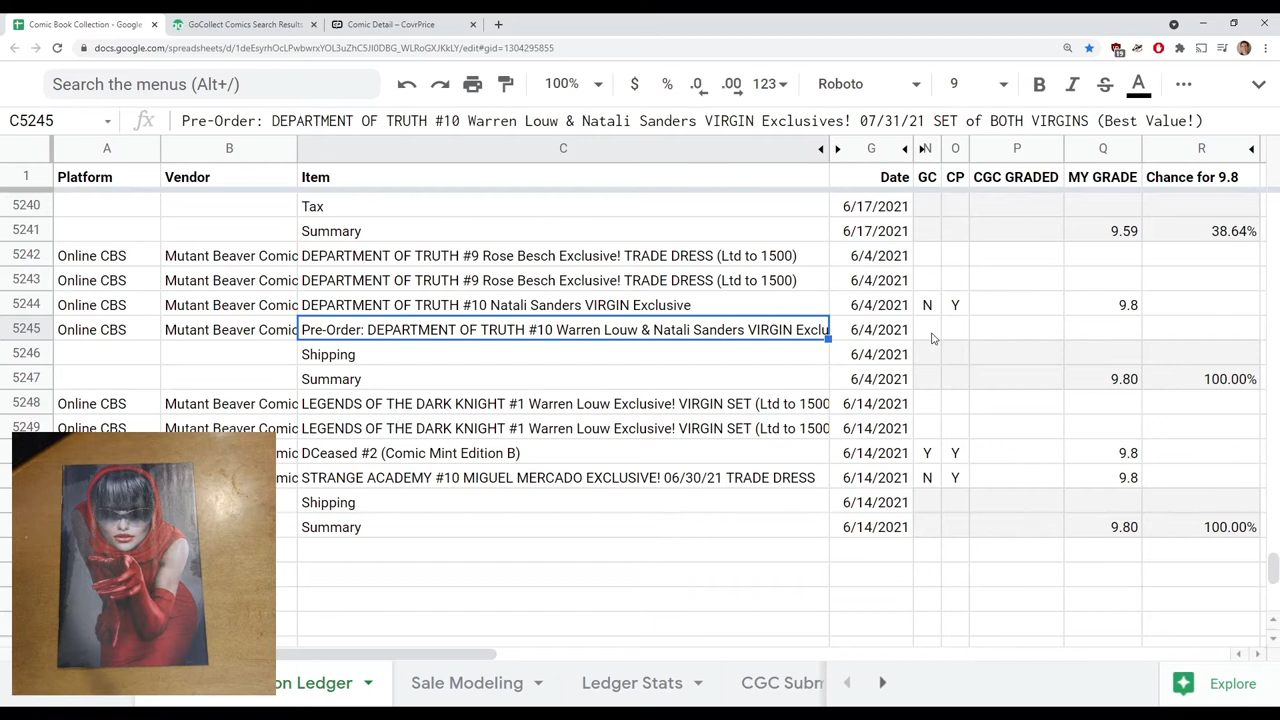 Comic Book Collection - Google
GoCollect Comics Search Results
Comic Detail – CovrPrice
docs.google.com/spreadsheets/d/1deEsyrhOcLPwbwrxYOL3uZhC5JI0DBG_WLRoGXJKkLY/edit#gid=1304295855
Search the menus (Alt+/) 100% $ % .0 .00 123 Roboto 9 B I S A
C5245 fx Pre-Order: DEPARTMENT OF TRUTH #10 Warren Louw & Natali Sanders VIRGIN Exclusives! 07/31/21 SET of BOTH VIRGINS (Best Value!)
A B C G N O P Q R
1 Platform Vendor Item Date GC CP CGC GRADED MY GRADE Chance for 9.8
5240 Tax 6/17/2021
5241 Summary 6/17/2021 9.59 38.64%
5242 Online CBS Mutant Beaver Comic DEPARTMENT OF TRUTH #9 Rose Besch Exclusive! TRADE DRESS (Ltd to 1500) 6/4/2021
5243 Online CBS Mutant Beaver Comic DEPARTMENT OF TRUTH #9 Rose Besch Exclusive! TRADE DRESS (Ltd to 1500) 6/4/2021
5244 Online CBS Mutant Beaver Comic DEPARTMENT OF TRUTH #10 Natali Sanders VIRGIN Exclusive 6/4/2021 N Y 9.8
5245 Online CBS Mutant Beaver Comic Pre-Order: DEPARTMENT OF TRUTH #10 Warren Louw & Natali Sanders VIRGIN Exclu 6/4/2021
5246 Shipping 6/4/2021
5247 Summary 6/4/2021 9.80 100.00%
5248 Online CBS Mutant Beaver Comic LEGENDS OF THE DARK KNIGHT #1 Warren Louw Exclusive! VIRGIN SET (Ltd to 1500 6/14/2021
5249 Online CBS Mutant Beaver Comic LEGENDS OF THE DARK KNIGHT #1 Warren Louw Exclusive! VIRGIN SET (Ltd to 1500 6/14/2021
DCeased #2 (Comic Mint Edition B) 6/14/2021 Y Y 9.8
STRANGE ACADEMY #10 MIGUEL MERCADO EXCLUSIVE! 06/30/21 TRADE DRESS 6/14/2021 N Y 9.8
Shipping 6/14/2021
Summary 6/14/2021 9.80 100.00%
on Ledger Sale Modeling Ledger Stats CGC Subm Explore